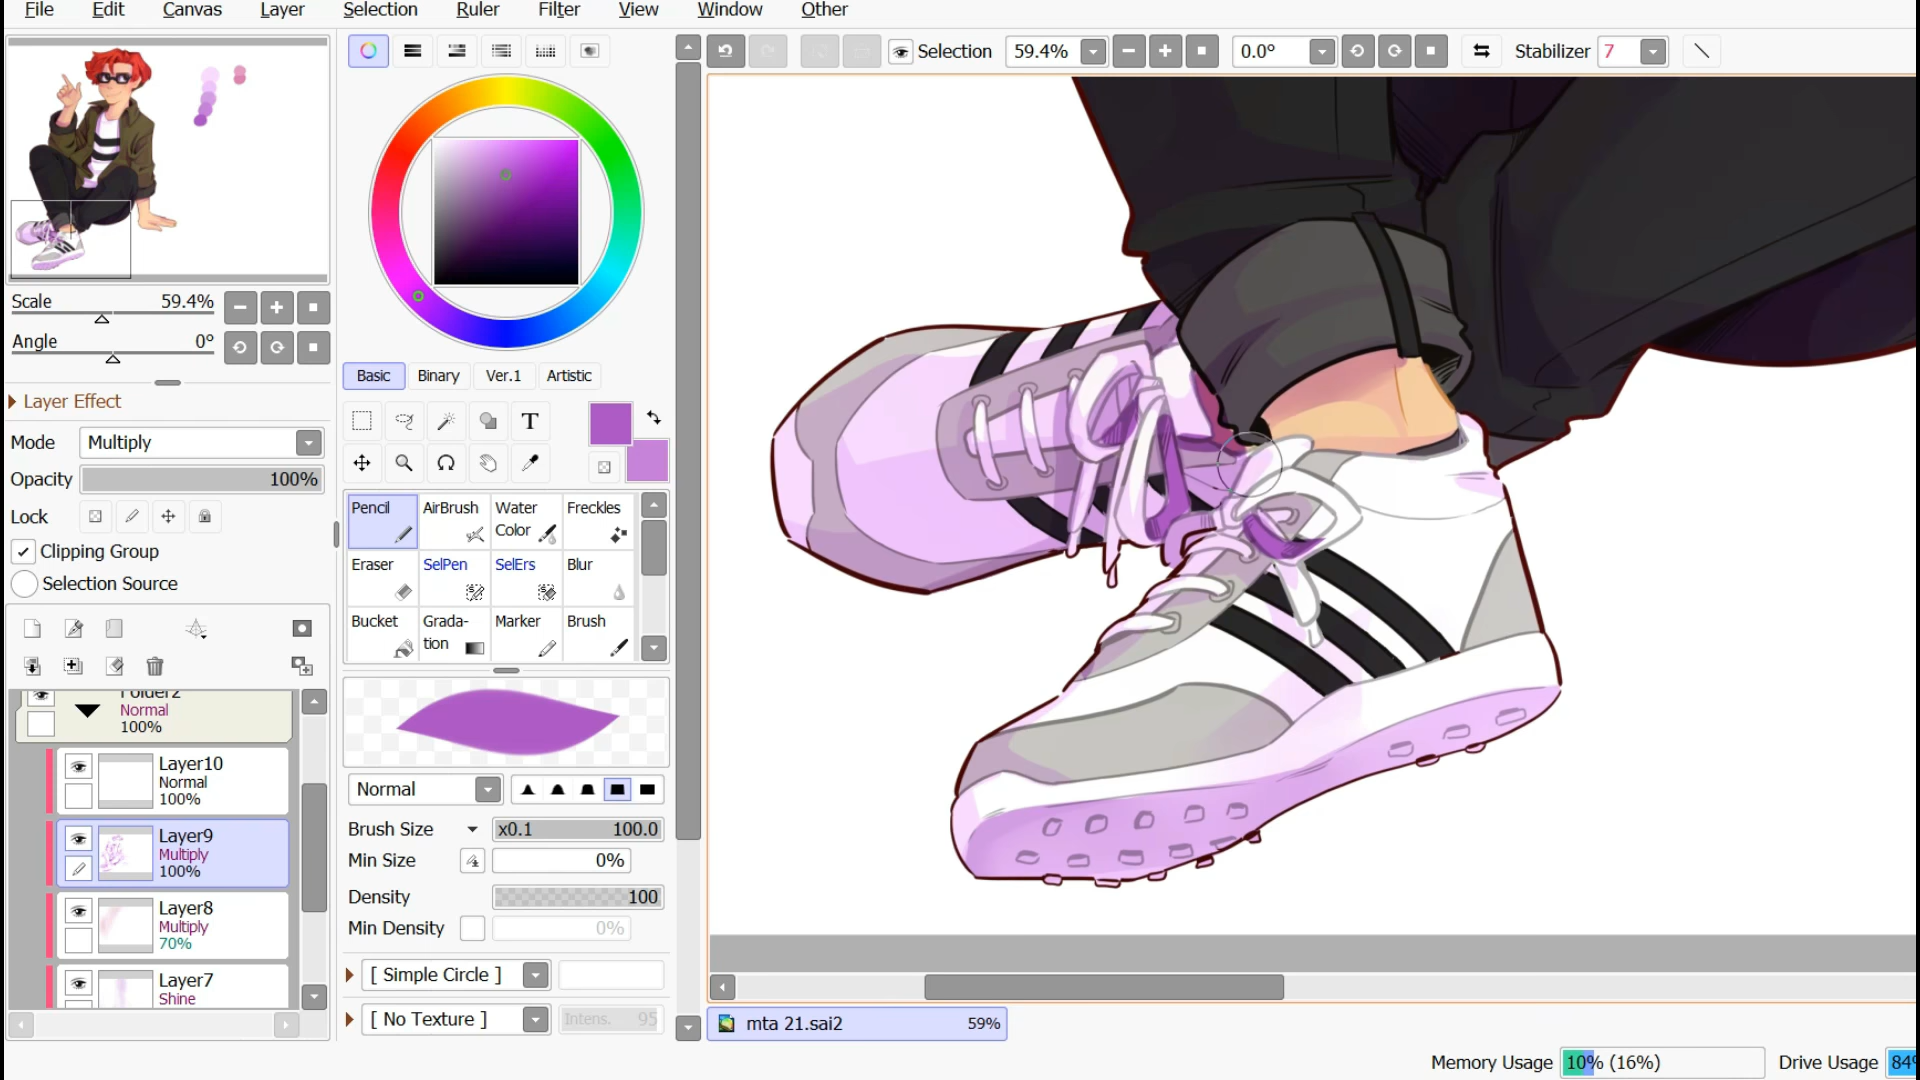 File Edit Canvas Layer Selection Ruler Filter View Window Other
Selection 59.4% 0.0° Stabilizer 7
Scale 59.4%
Angle 0°
Layer Effect
Mode Multiply
Opacity 100%
Lock
Clipping Group
Selection Source
Folder2
Normal
100%
Layer10
Normal
100%
Layer9
Multiply
100%
Layer8
Multiply
70%
Layer7
Shine
Basic Binary Ver.1 Artistic
T
Pencil AirBrush Water Color Freckles
Eraser SelPen SelErs Blur
Bucket Grada-tion Marker Brush
Normal
Brush Size x0.1 100.0
Min Size 0%
Density 100
Min Density 0%
[ Simple Circle ]
[ No Texture ] Intens. 95
mta 21.sai2 59%
Memory Usage 10% (16%) Drive Usage 84%